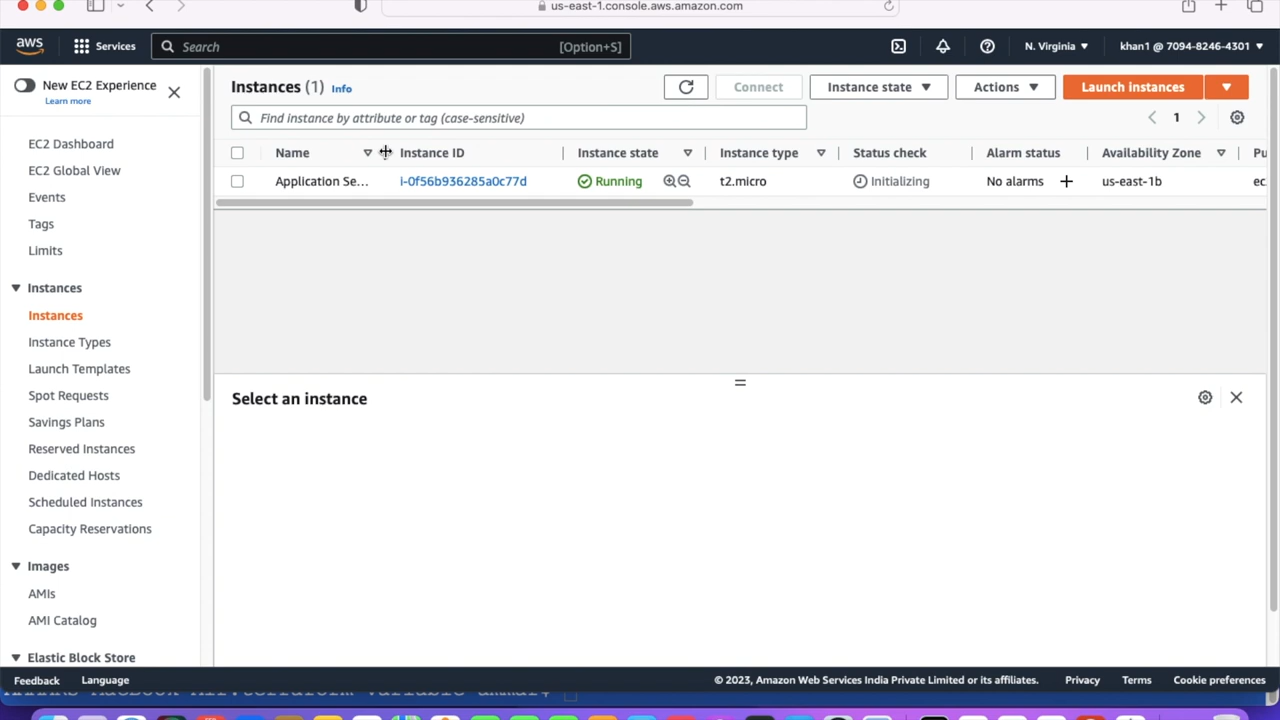 us-east-1.console.aws.amazon.com
aws Services Search [Option+S] N. Virginia khan1 @ 7094-8246-4301
New EC2 Experience
Learn more
EC2 Dashboard
EC2 Global View
Events
Tags
Limits
Instances
Instances
Instance Types
Launch Templates
Spot Requests
Savings Plans
Reserved Instances
Dedicated Hosts
Scheduled Instances
Capacity Reservations
Images
AMIs
AMI Catalog
Elastic Block Store
Instances (1) Info Connect Instance state Actions Launch instances
Find instance by attribute or tag (case-sensitive) 1
Name Instance ID Instance state Instance type Status check Alarm status Availability Zone Pu
Application Se... i-0f56b936285a0c77d Running t2.micro Initializing No alarms us-east-1b ec
Select an instance
Feedback Language © 2023, Amazon Web Services India Private Limited or its affiliates. Privacy Terms Cookie preferences